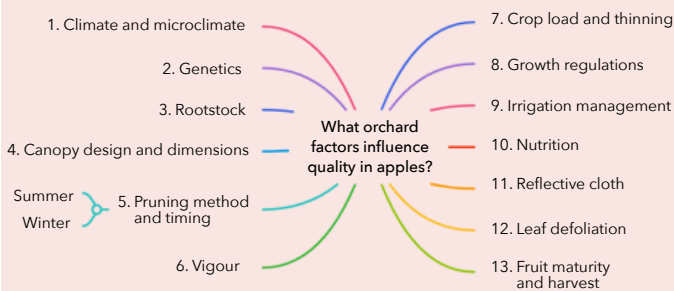 What orchard
factors influence
quality in apples?
1. Climate and microclimate
2. Genetics
3. Rootstock
4. Canopy design and dimensions
5. Pruning method
and timing
Summer
Winter
6. Vigour
7. Crop load and thinning
8. Growth regulations
9. Irrigation management
10. Nutrition
11. Reflective cloth
12. Leaf defoliation
13. Fruit maturity
and harvest